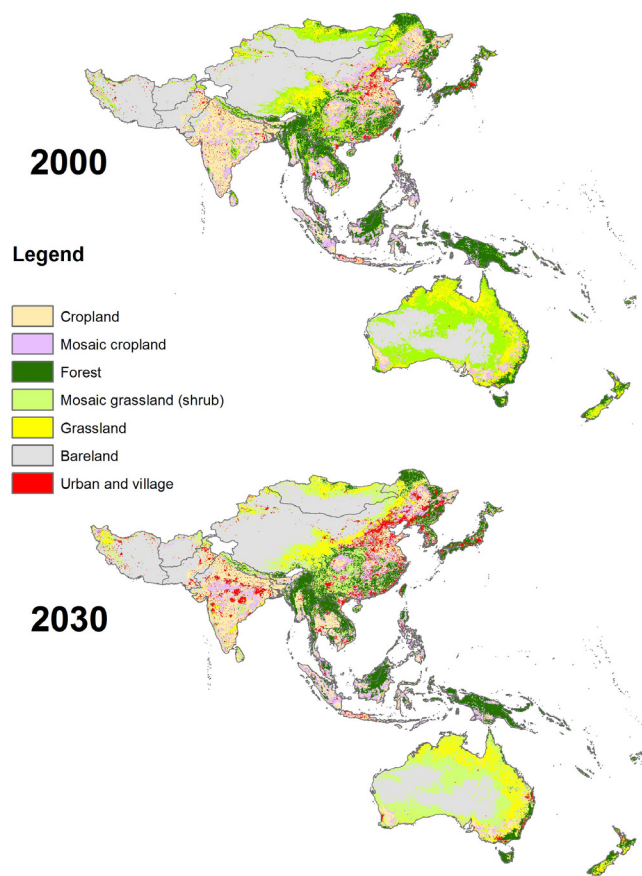 2000
Legend
Cropland
Mosaic cropland
Forest
Mosaic grassland (shrub)
Grassland
Bareland
Urban and village
2030